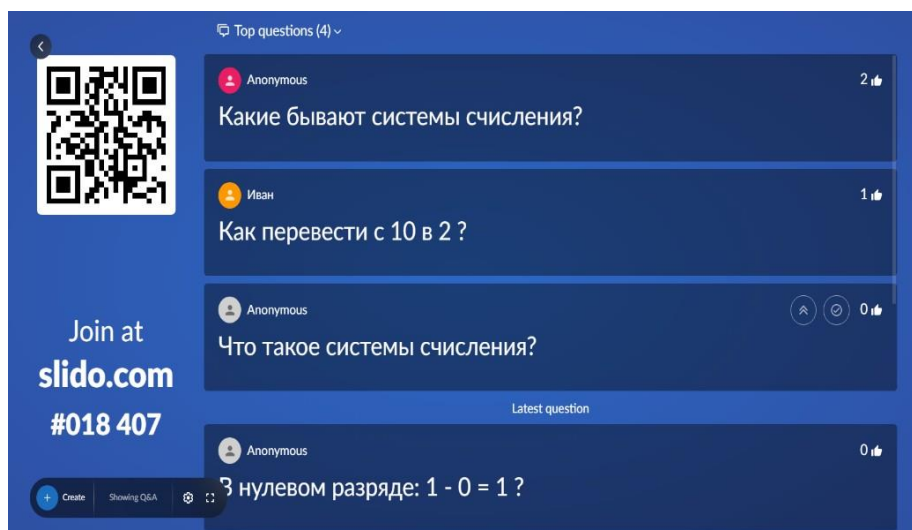 Top questions (4)
Anonymous
2
Какие бывают системы счисления?
Иван
1
Как перевести с 10 в 2 ?
Anonymous
0
Что такое системы счисления?
Latest question
Anonymous
0
В нулевом разряде: 1 - 0 = 1 ?
Join at
slido.com
#018 407
Create
Showing Q&A